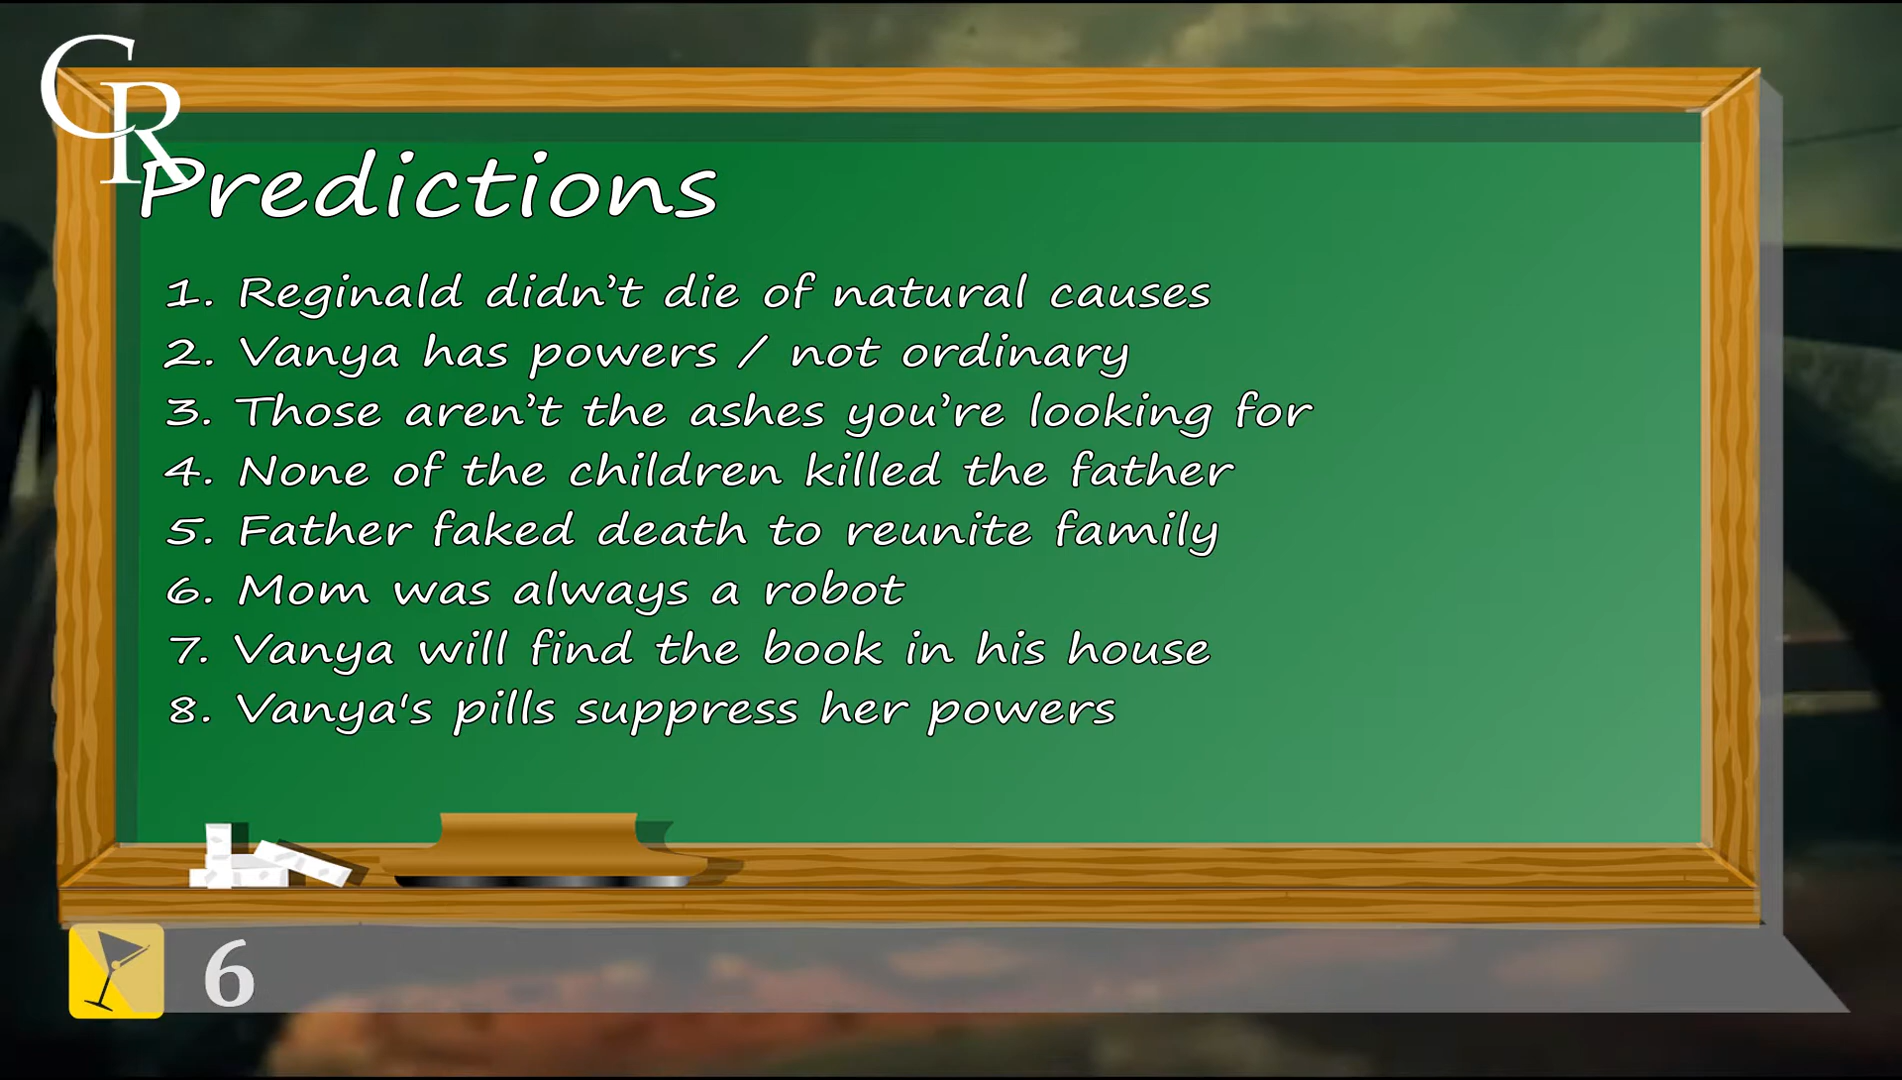 CR
Predictions
1. Reginald didn’t die of natural causes
2. Vanya has powers / not ordinary
3. Those aren’t the ashes you’re looking for
4. None of the children killed the father
5. Father faked death to reunite family
6. Mom was always a robot
7. Vanya will find the book in his house
8. Vanya's pills suppress her powers
6